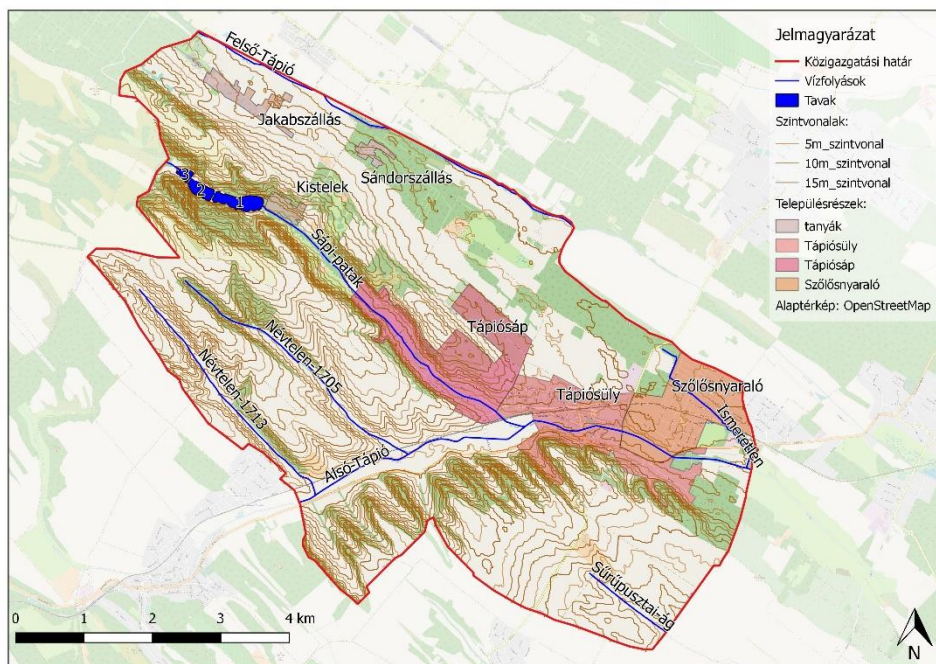 Jelmagyarázat
Közigazgatási határ
Vízfolyások
Tavak
Szintvonalak:
5m_szintvonal
10m_szintvonal
15m_szintvonal
Településrészek:
tanyák
Tápiósüly
Tápiósáp
Szőlősnyaraló
Alaptérkép: OpenStreetMap
Felső-Tápió
Jakabszállás
Sándorszállás
Kistelek
3
2
1
Sápi-patak
Tápiósáp
Névtelen-1705
Névtelen-1713
Tápiósüly
Szőlősnyaraló
Ismeretlen
Alsó-Tápió
Sűrűpusztai-ág
0 1 2 3 4 km
N